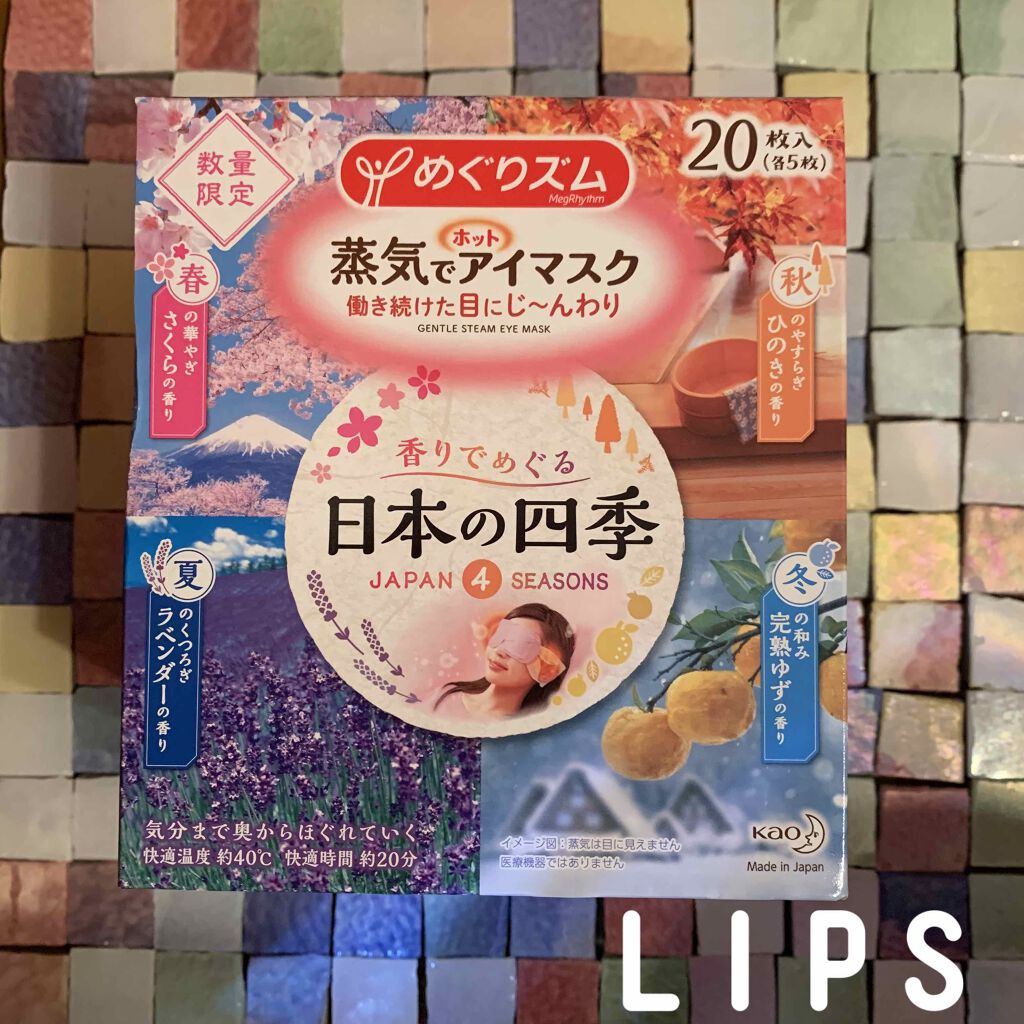 数量
限定
めぐりズム
MegRhythm
20枚入
(各5枚)
蒸気でホットアイマスク
働き続けた目にじ〜んわり
GENTLE STEAM EYE MASK
春
の華やぎ
さくらの香り
秋
のやすらぎ
ひのきの香り
香りでめぐる
日本の四季
JAPAN 4 SEASONS
夏
のくつろぎ
ラベンダーの香り
冬
の和み
完熟ゆずの香り
気分まで奥からほぐれていく
快適温度 約40℃ 快適時間 約20分
イメージ図:蒸気は目に見えません
医療機器ではありません
Kao
Made in Japan
LIPS